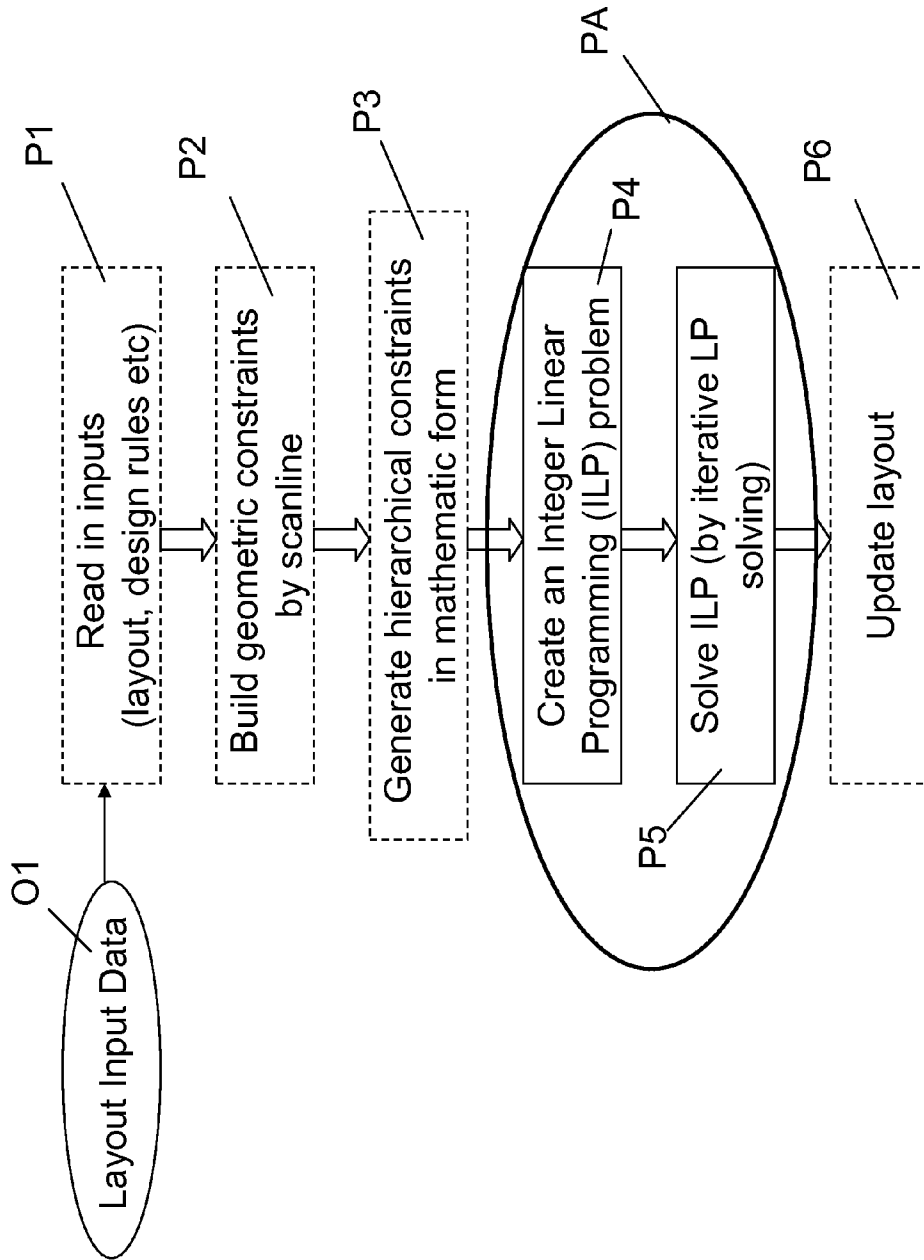 O1
Layout Input Data
P1
Read in inputs
(layout, design rules etc)
P2
Build geometric constraints
by scanline
P3
Generate hierarchical constraints
in mathematic form
PA
P4
Create an Integer Linear
Programming (ILP) problem
P5
Solve ILP (by iterative LP
solving)
P6
Update layout